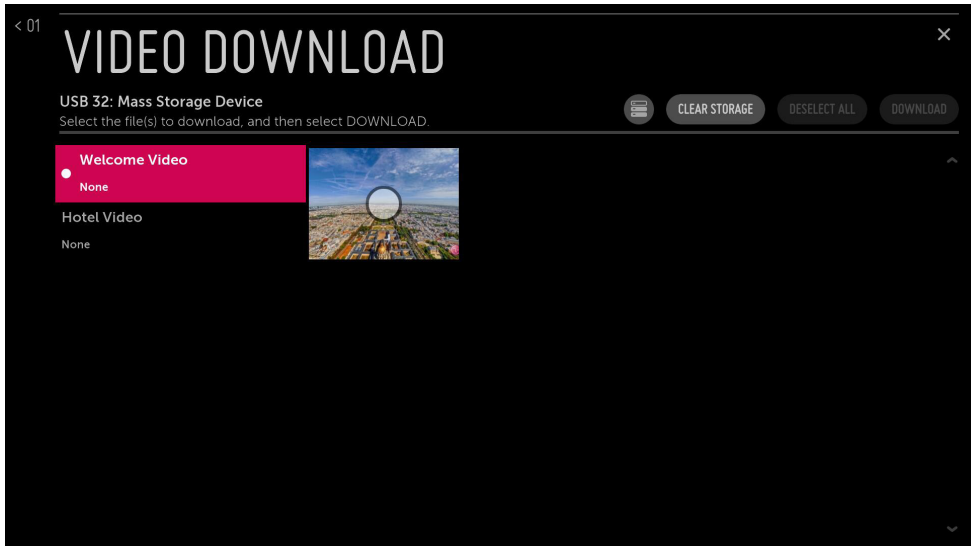 < 01
VIDEO DOWNLOAD
USB 32: Mass Storage Device
Select the file(s) to download, and then select DOWNLOAD.
CLEAR STORAGE
DESELECT ALL
DOWNLOAD
Welcome Video
None
Hotel Video
None